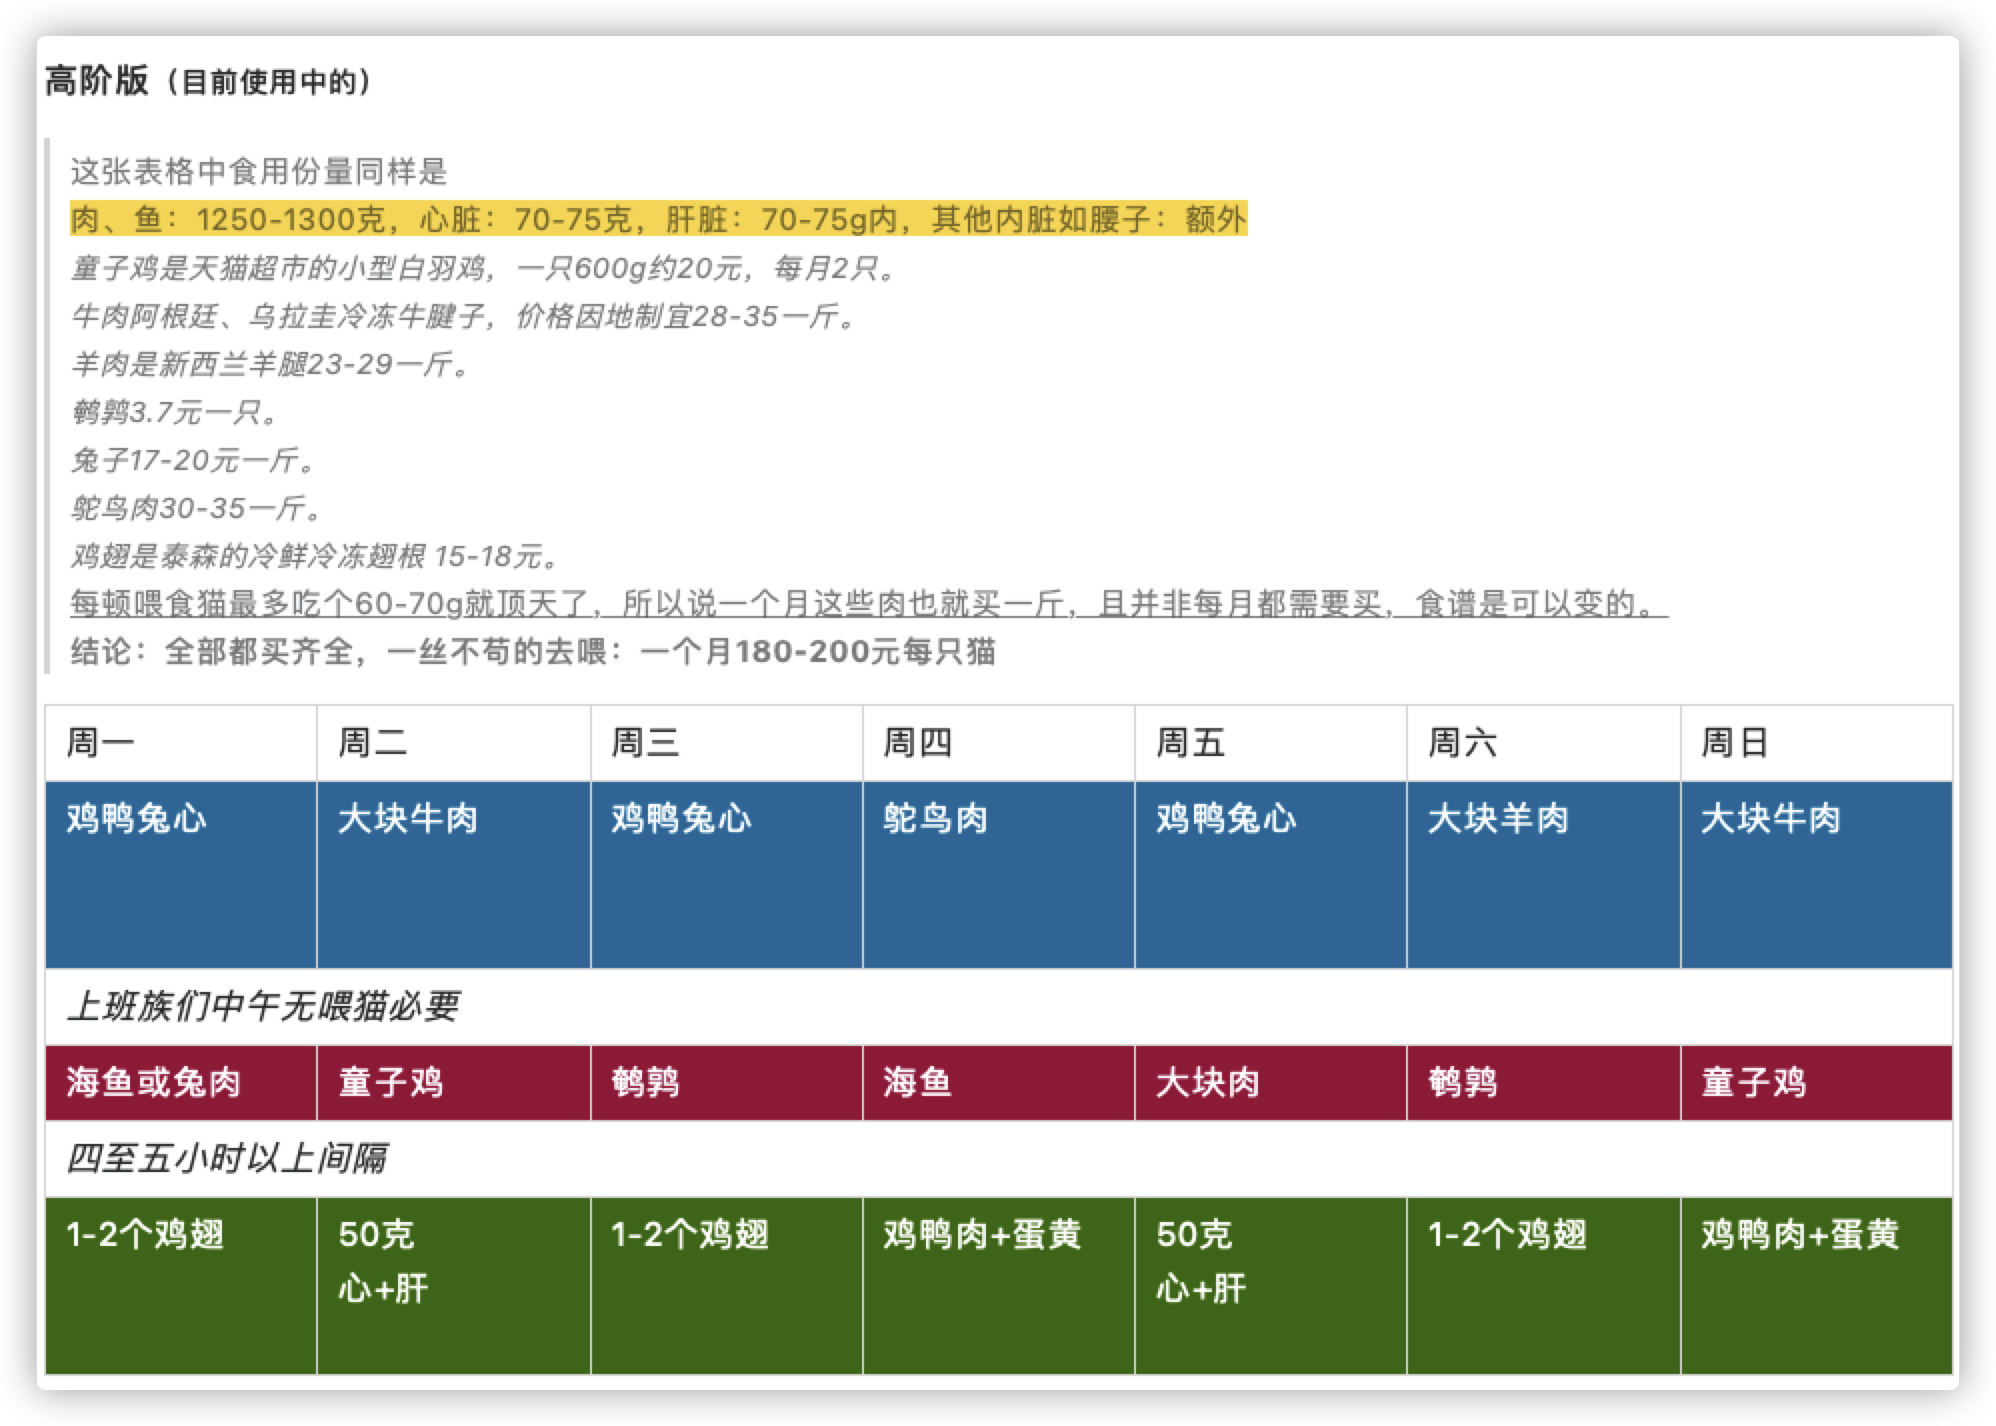 高阶版（目前使用中的）
这张表格中食用份量同样是
肉、鱼：1250-1300克，心脏：70-75克，肝脏：70-75g内，其他内脏如腰子：额外
童子鸡是天猫超市的小型白羽鸡，一只600g约20元，每月2只。
牛肉阿根廷、乌拉圭冷冻牛腱子，价格因地制宜28-35一斤。
羊肉是新西兰羊腿23-29一斤。
鹌鹑3.7元一只。
兔子17-20元一斤。
鸵鸟肉30-35一斤。
鸡翅是泰森的冷鲜冷冻翅根 15-18元。
每顿喂食猫最多吃个60-70g就顶天了，所以说一个月这些肉也就买一斤，且并非每月都需要买，食谱是可以变的。
结论：全部都买齐全，一丝不苟的去喂：一个月180-200元每只猫
周一 周二 周三 周四 周五 周六 周日
鸡鸭兔心 大块牛肉 鸡鸭兔心 鸵鸟肉 鸡鸭兔心 大块羊肉 大块牛肉
上班族们中午无喂猫必要
海鱼或兔肉 童子鸡 鹌鹑 海鱼 大块肉 鹌鹑 童子鸡
四至五小时以上间隔
1-2个鸡翅 50克 1-2个鸡翅 鸡鸭肉+蛋黄 50克 1-2个鸡翅 鸡鸭肉+蛋黄
心+肝 心+肝